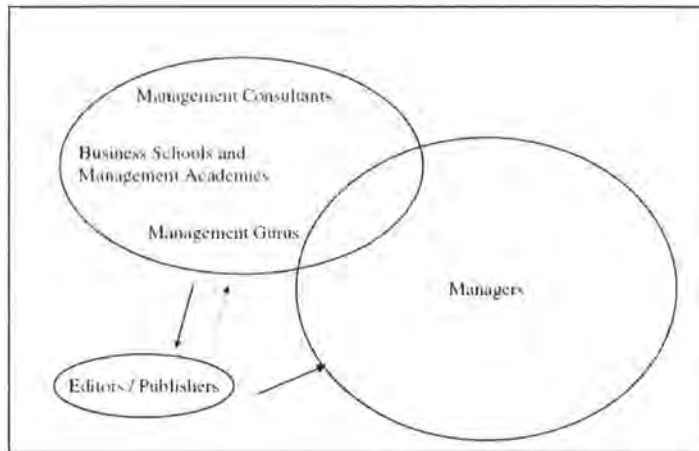 Management Consultants
Business Schools and
Management Academics
Management Gurus
Managers
Editors / Publishers